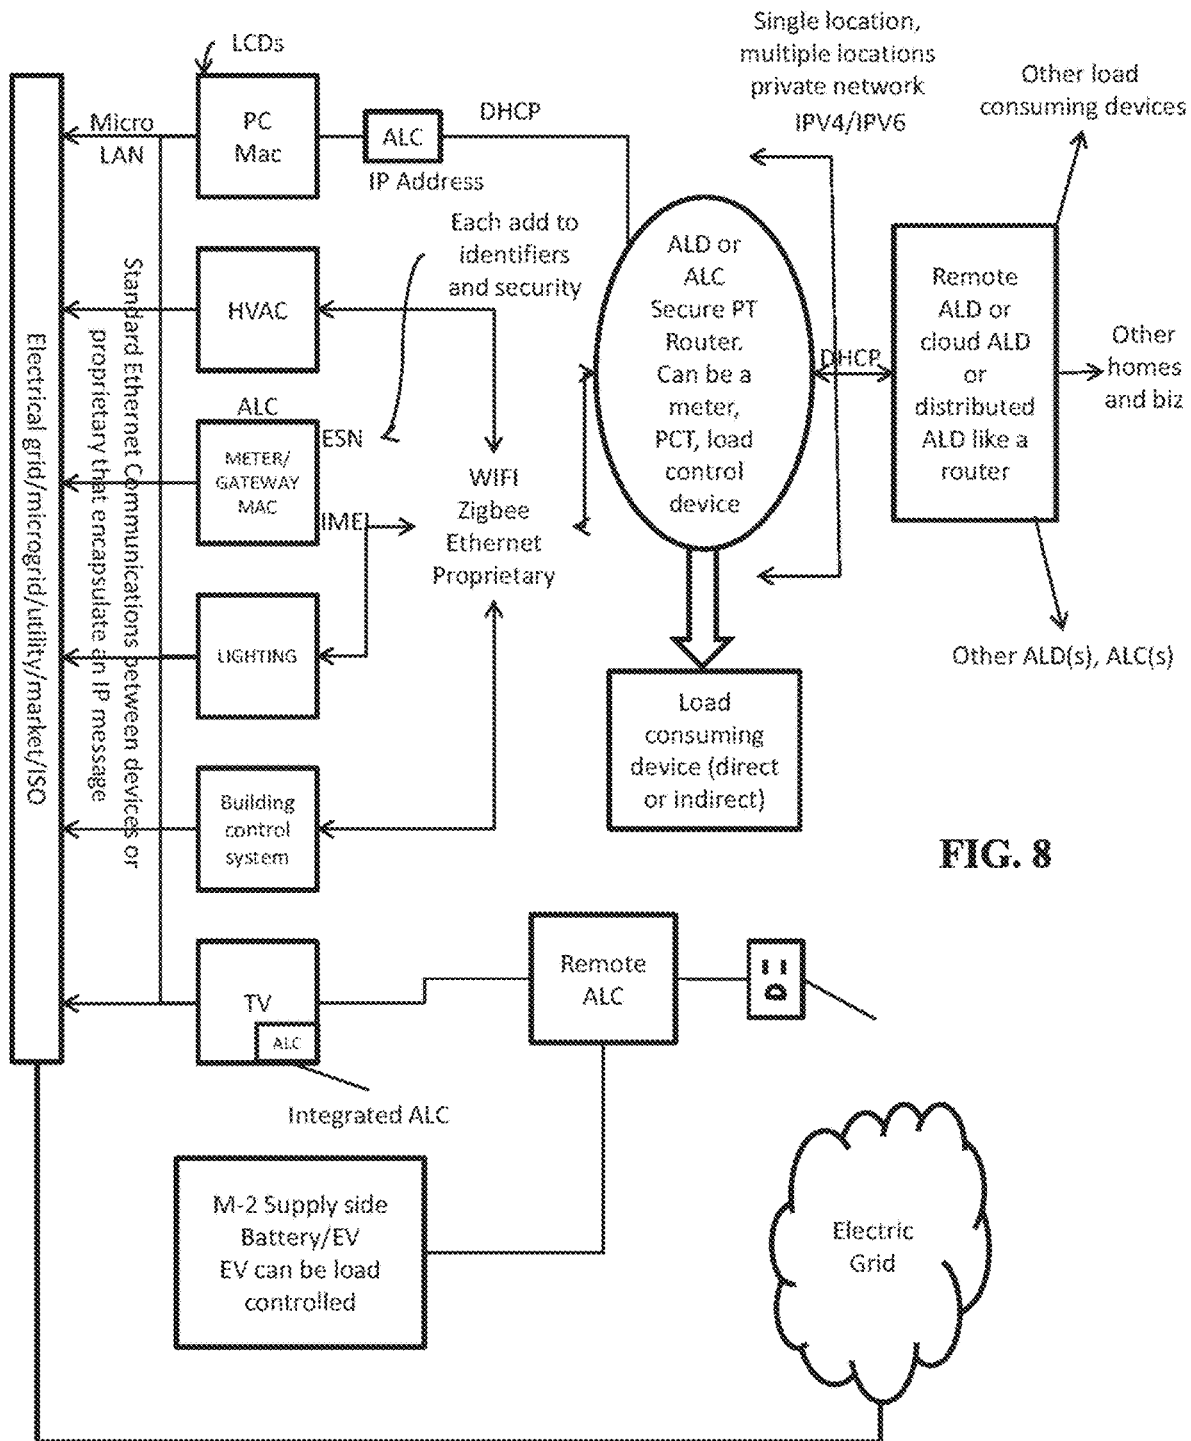 LCDs
Single location,
multiple locations
private network
IPV4/IPV6
Other load
consuming devices
Micro
LAN
PC
Mac
ALC
DHCP
IP Address
Each add to
identifiers
and security
HVAC
ALD or
ALC
Secure PT
Router.
Can be a
meter,
PCT, load
control
device
DHCP
Remote
ALD or
cloud ALD
or
distributed
ALD like a
router
Other
homes
and biz
Electrical grid/microgrid/utility/market/ISO
Standard Ethernet Communications between devices or
proprietary that encapsulate an IP message
ALC
METER/
GATEWAY
MAC
ESN
IMEI
WIFI
Zigbee
Ethernet
Proprietary
LIGHTING
Other ALD(s), ALC(s)
Load
consuming
device (direct
or indirect)
Building
control
system
FIG. 8
TV
ALC
Remote
ALC
Integrated ALC
M-2 Supply side
Battery/EV
EV can be load
controlled
Electric
Grid